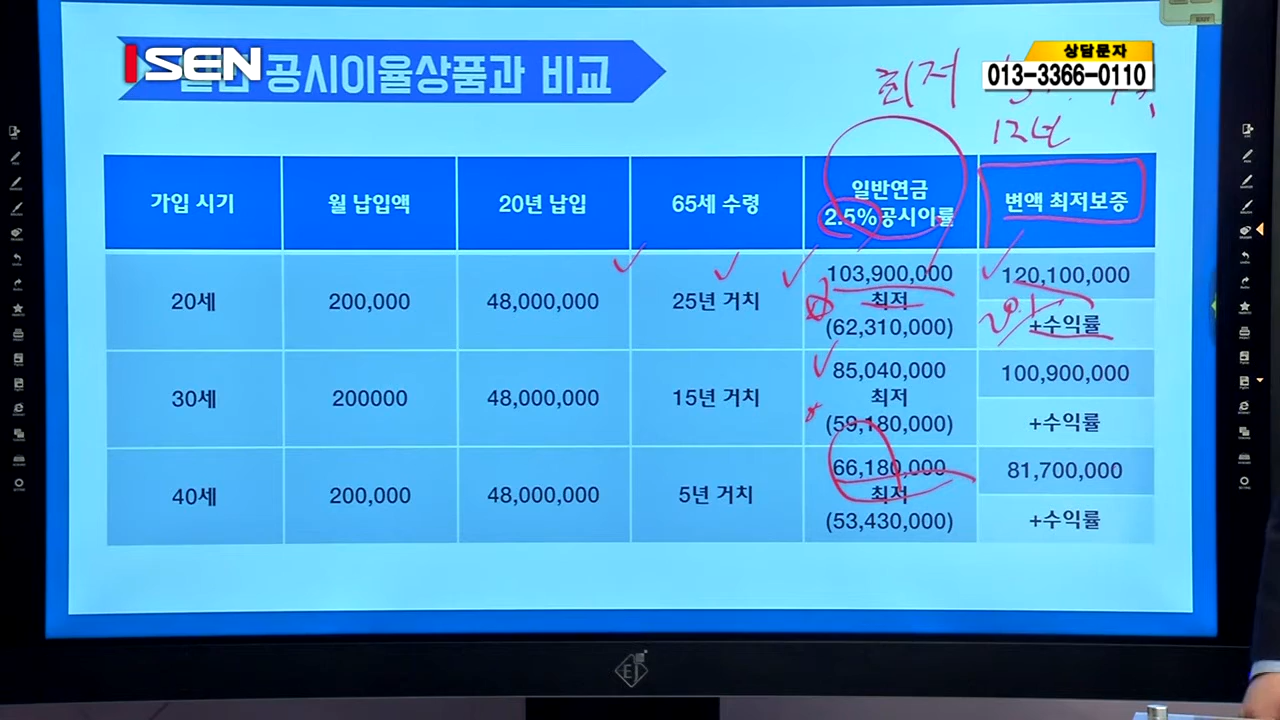 ISEN
공시이율상품과 비교
상담문자
013-3366-0110
최저
12년
가입 시기 월 납입액 20년 납입 65세 수령 일반연금 변액 최저보증
2.5%공시이률
20세 200,000 48,000,000 25년 거치 103,900,000 120,100,000
최저
(62,310,000) +수익률
30세 200000 48,000,000 15년 거치 85,040,000 100,900,000
최저
(59,180,000) +수익률
40세 200,000 48,000,000 5년 거치 66,180,000 81,700,000
최저
(53,430,000) +수익률